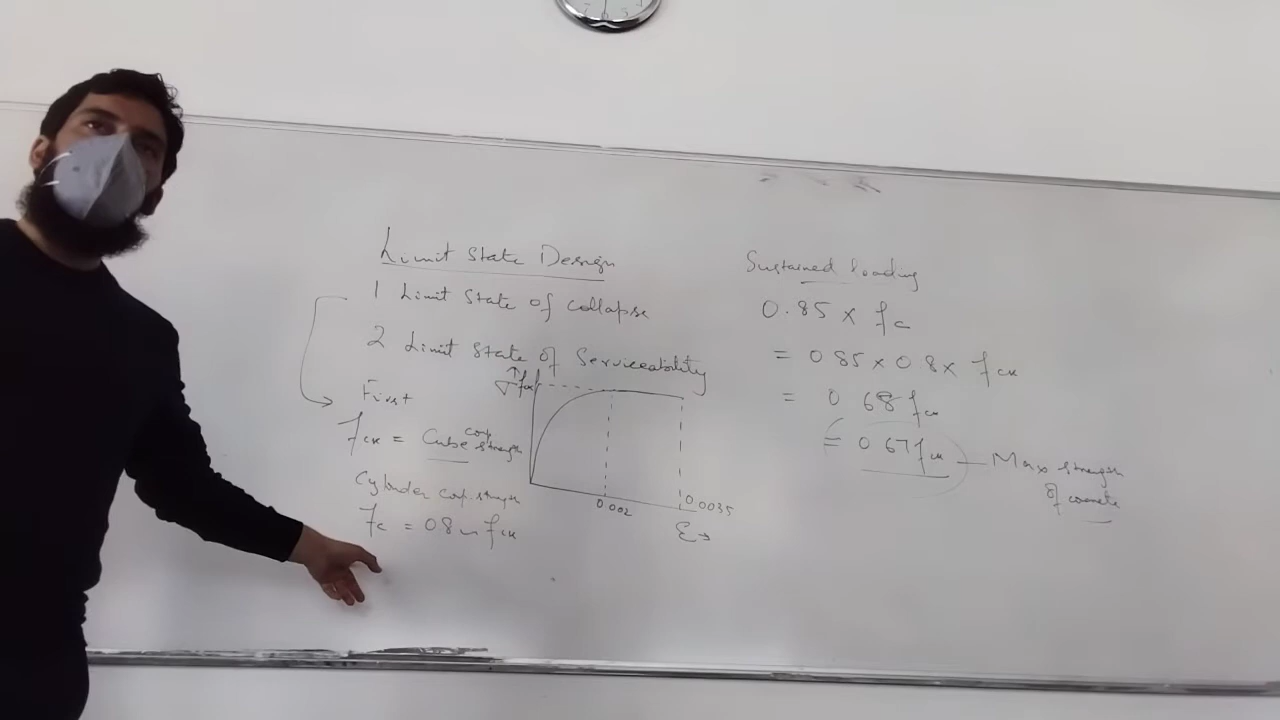 Limit State Design
1 Limit State of collapse
2 Limit State of Serviceability
First
fck = Cube comp strength
Cylinder comp. strength
fc = 0.8 × fck
σ↑ fck
0.002
0.0035
ε→
Sustained loading
0.85 × fc
= 0.85 × 0.8 × fck
= 0.68 fck
= 0.67 fck — Max strength
of concrete